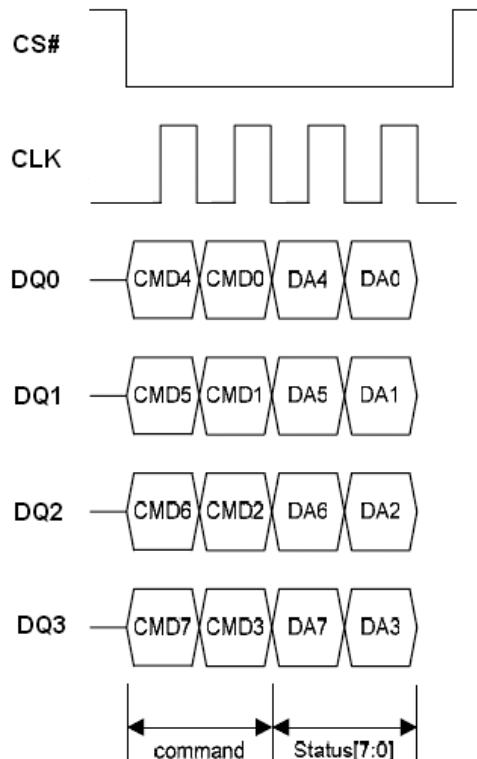 CS#
CLK
DQ0 CMD4 CMD0 DA4 DA0
DQ1 CMD5 CMD1 DA5 DA1
DQ2 CMD6 CMD2 DA6 DA2
DQ3 CMD7 CMD3 DA7 DA3
command Status[7:0]